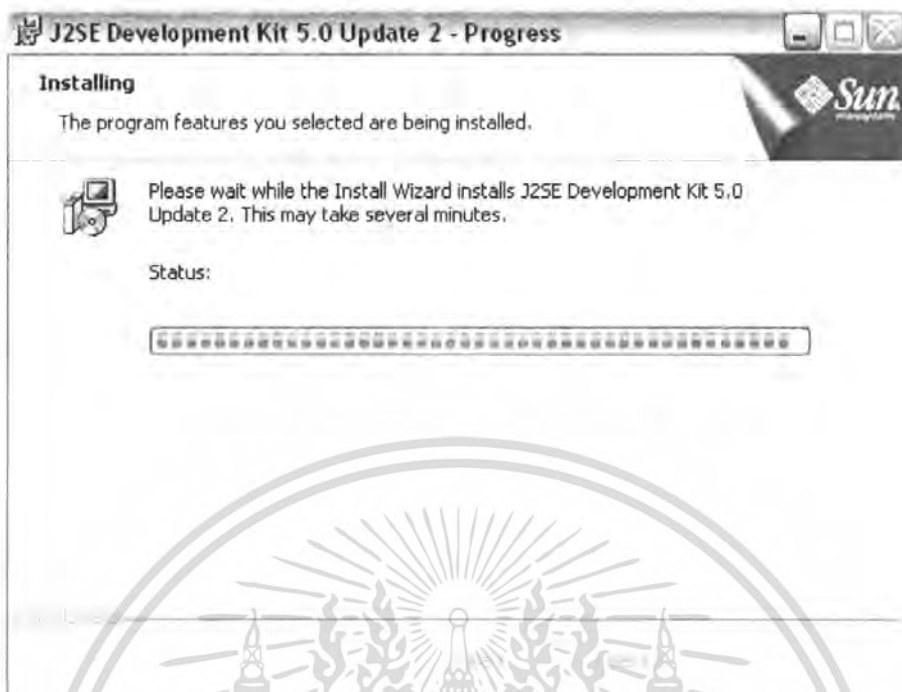 J2SE Development Kit 5.0 Update 2 - Progress
Installing
The program features you selected are being installed.
Sun
microsystems
Please wait while the Install Wizard installs J2SE Development Kit 5.0
Update 2. This may take several minutes.
Status: